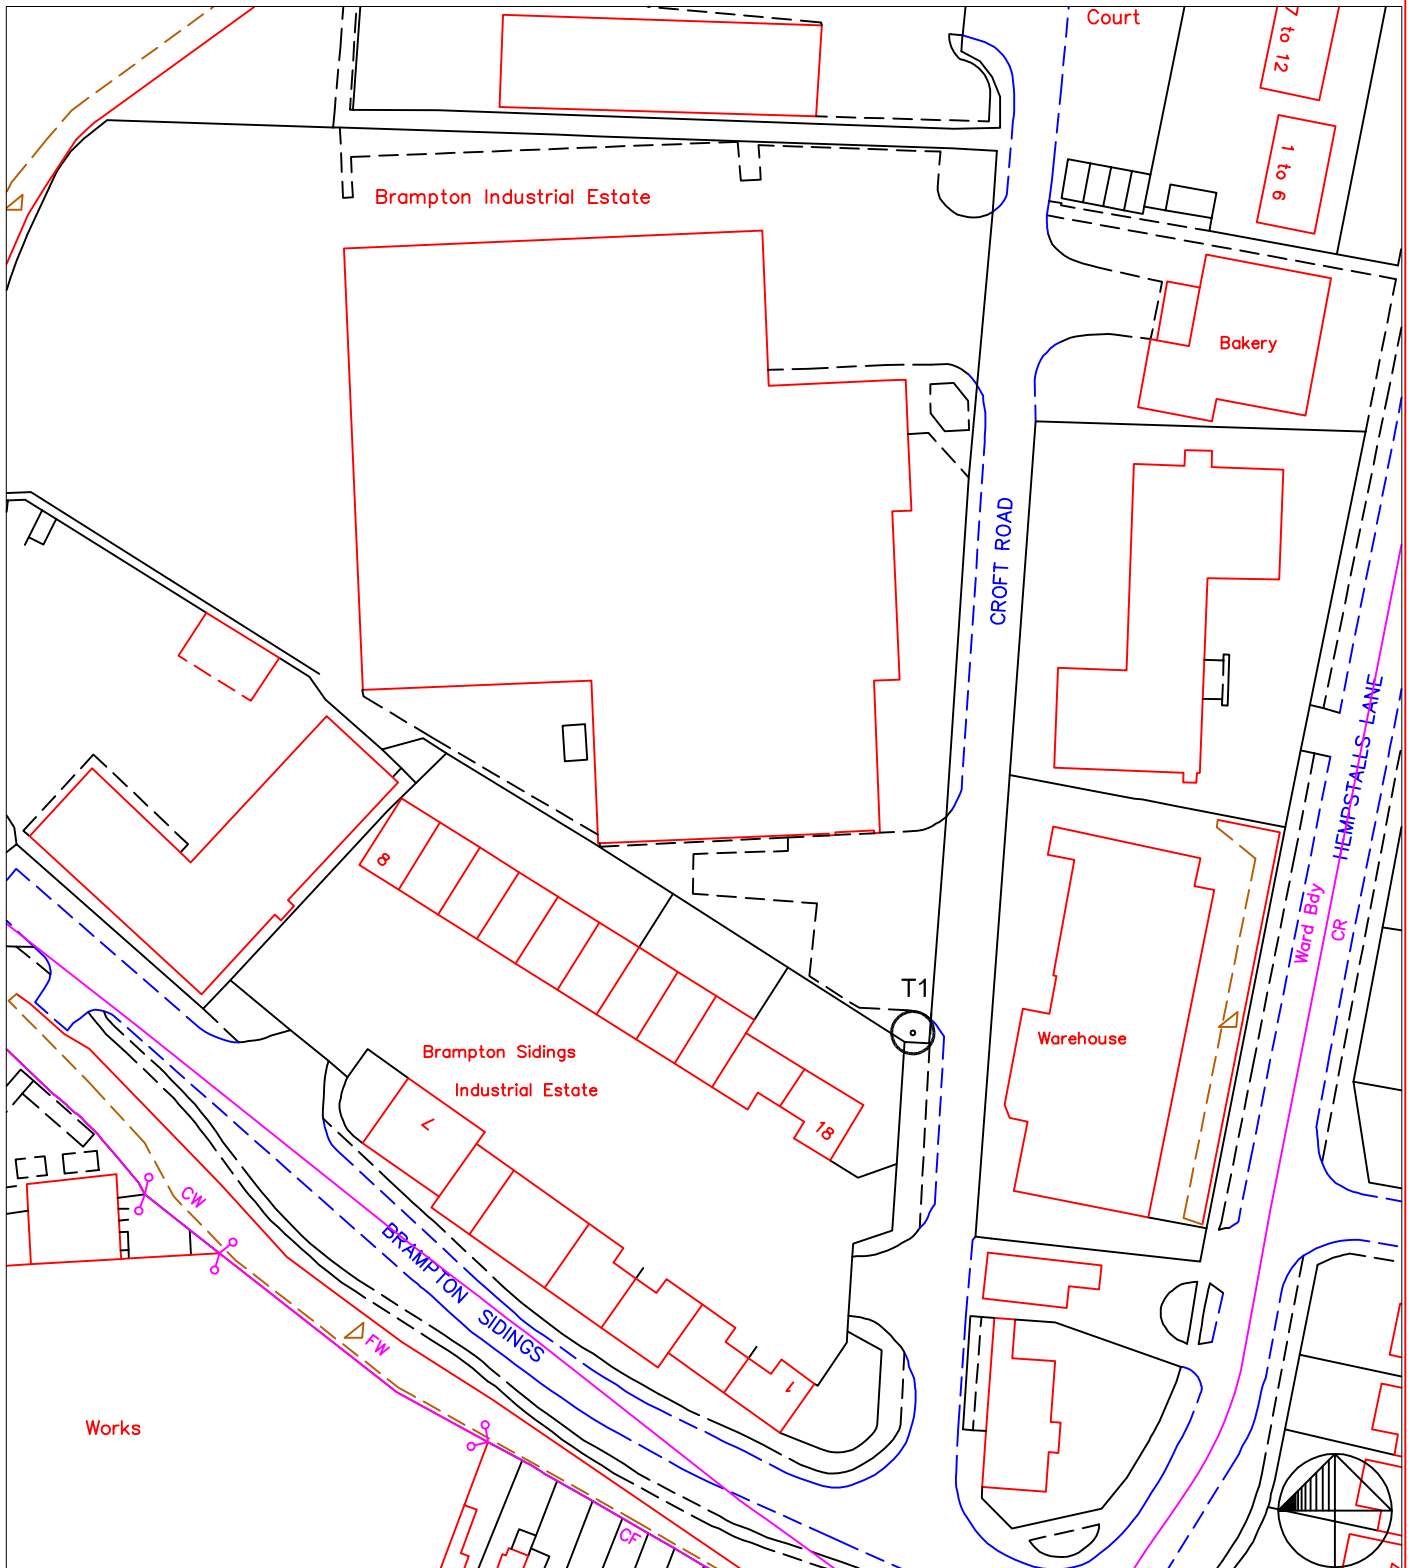 Court
7 to 12
1 to 6
Brampton Industrial Estate
Bakery
CROFT ROAD
HEMPSTALLS LANE
8
Ward Bdy
CR
T1
Warehouse
Brampton Sidings
Industrial Estate
7
18
CW
BRAMPTON SIDINGS
FW
1
Works
CF